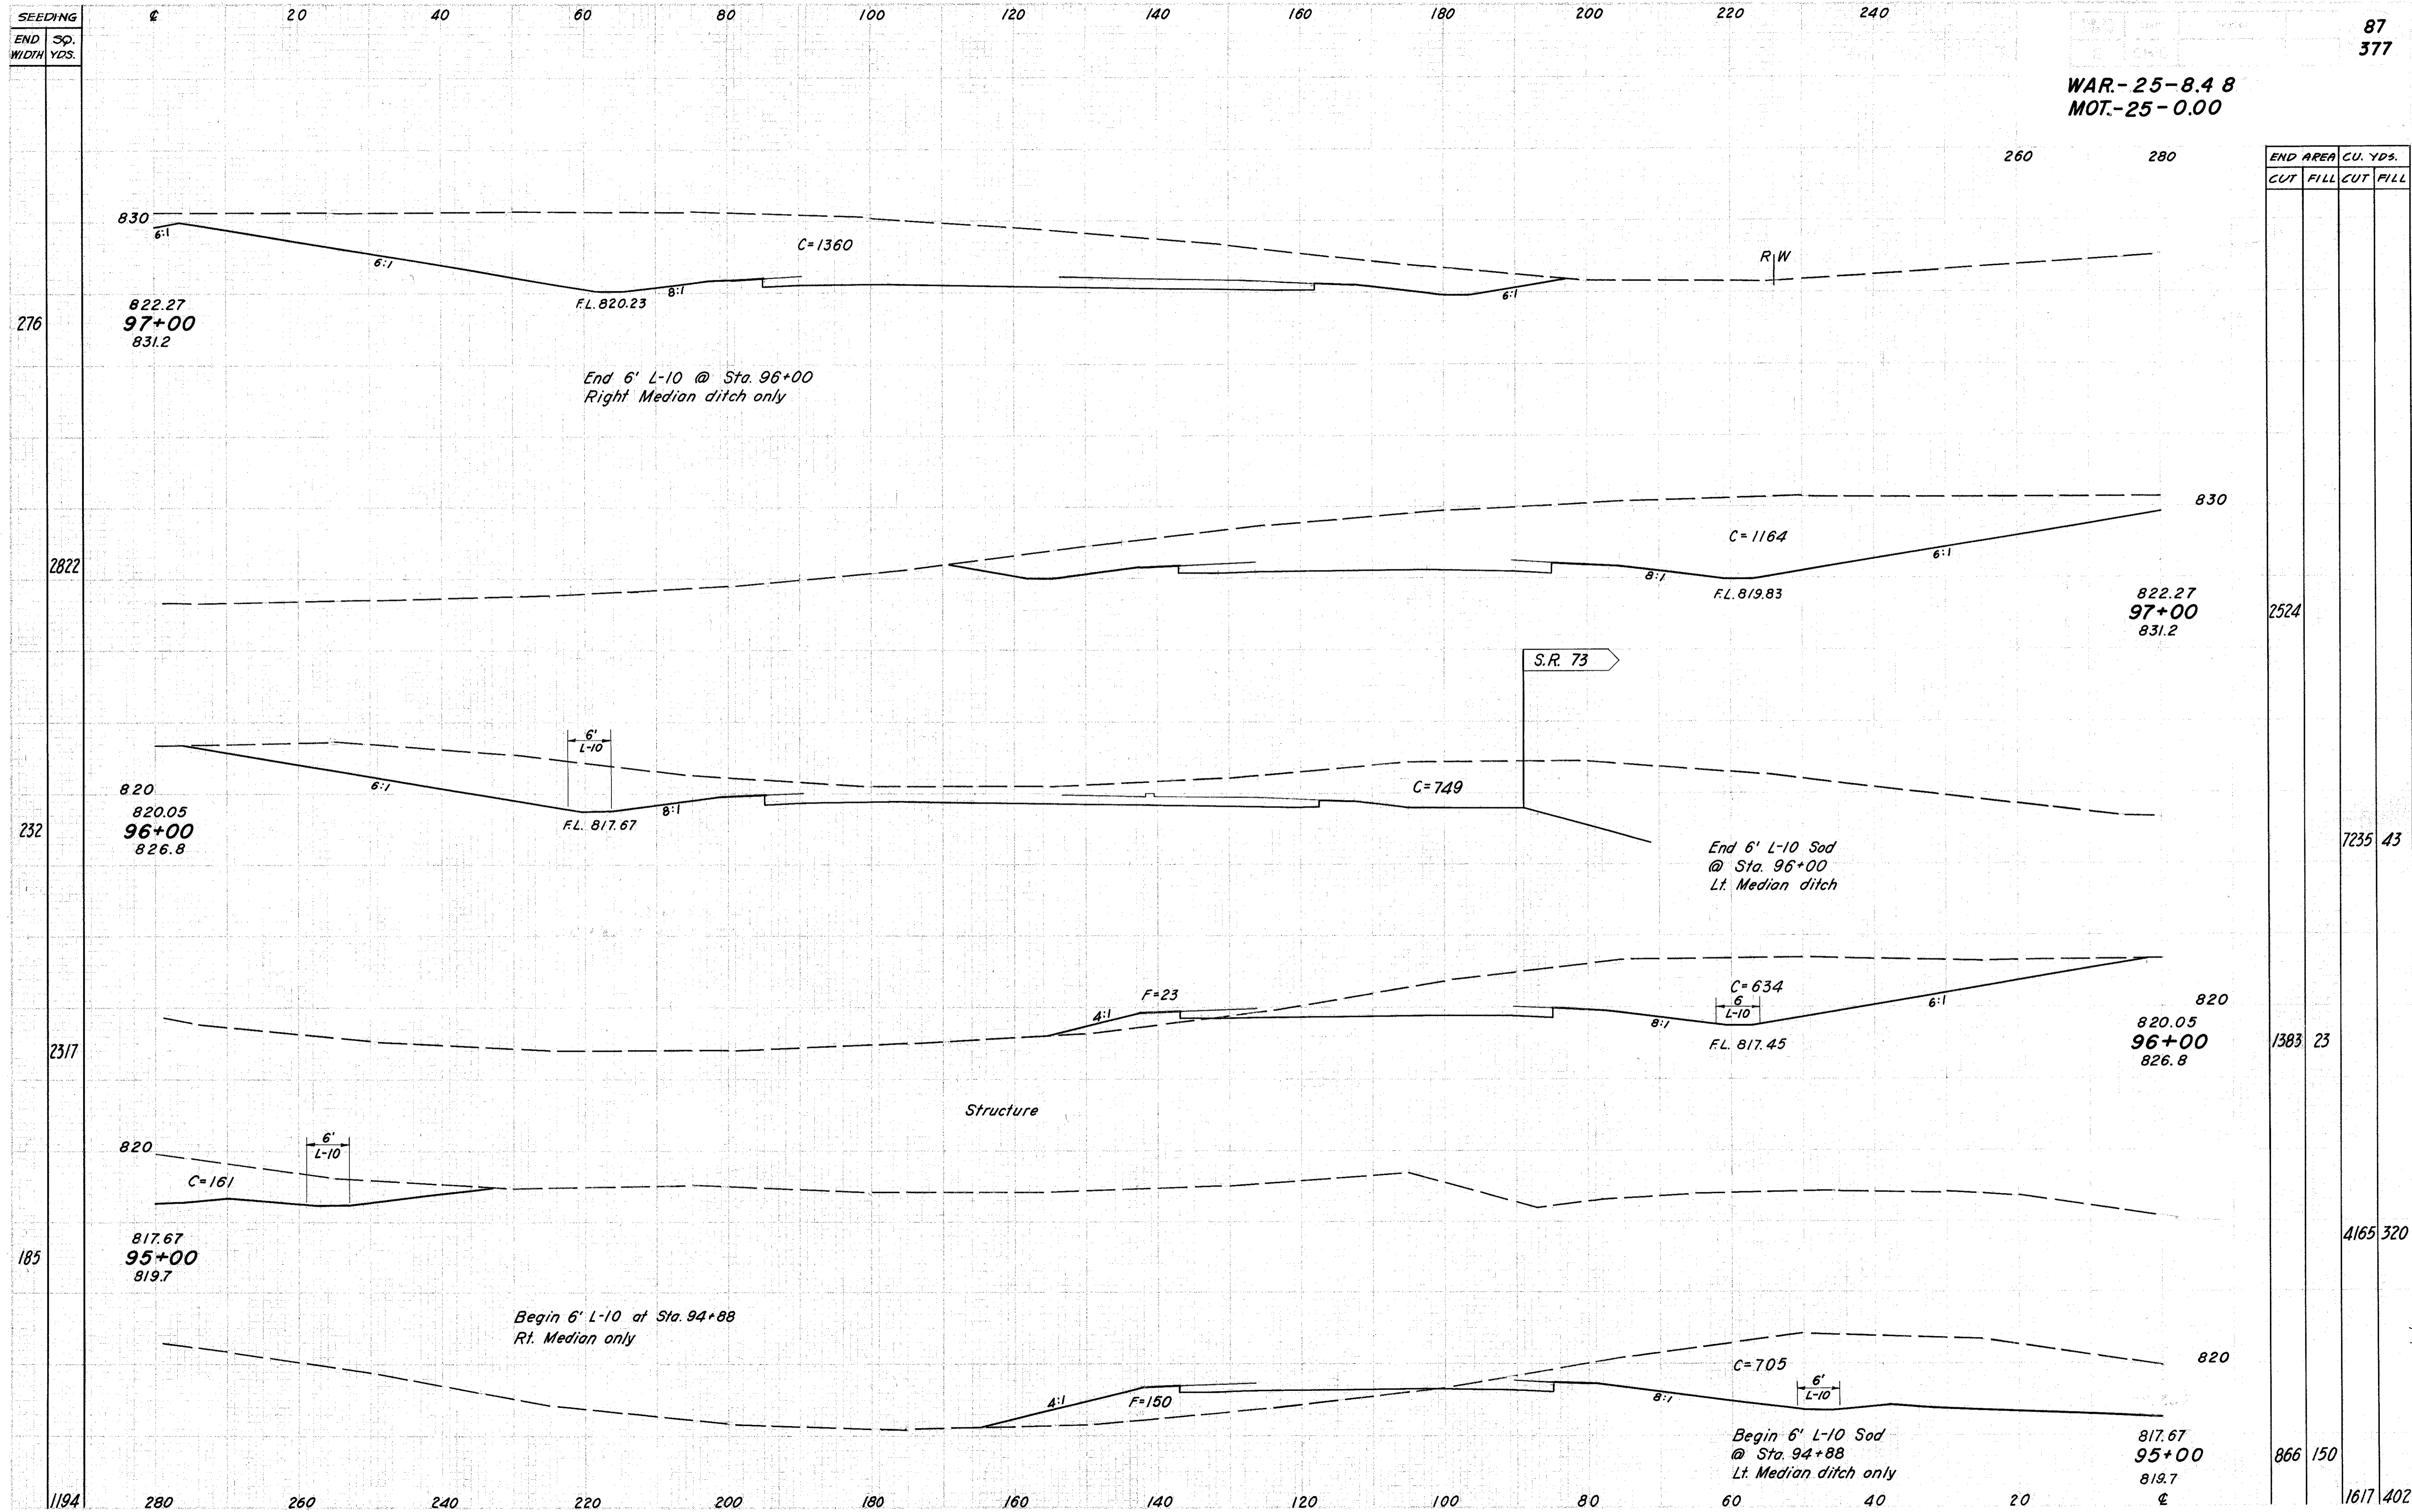 SEEDING
END WIDTH
SQ. YDS.
℄ 20 40 60 80 100 120 140 160 180 200 220 240
87
377
WAR.-25-8.48
MOT.-25-0.00
260 280
END AREA CU. YDS.
CUT FILL CUT FILL
830
6:1
6:1
C=1360
R|W
8:1
6:1
F.L. 820.23
822.27
97+00
831.2
276
End 6' L-10 @ Sta. 96+00
Right Median ditch only
830
C=1164
6:1
8:1
F.L. 819.83
2822
822.27
97+00
831.2
2524
S.R. 73
6'
L-10
820
6:1
8:1
C=749
F.L. 817.67
820.05
96+00
826.8
232
End 6' L-10 Sod
@ Sta. 96+00
Lt. Median ditch
7235 43
F=23
C=634
6
L-10
820
4:1
8:1
6:1
F.L. 817.45
820.05
96+00
826.8
2317
1383 23
Structure
6'
L-10
820
C=161
817.67
95+00
819.7
185
4165 320
Begin 6' L-10 at Sta. 94+88
Rt. Median only
820
C=705
6'
L-10
4:1
F=150
8:1
Begin 6' L-10 Sod
@ Sta. 94+88
Lt. Median ditch only
817.67
95+00
819.7
866 150
1194
280 260 240 220 200 180 160 140 120 100 80 60 40 20 ℄
1617 402